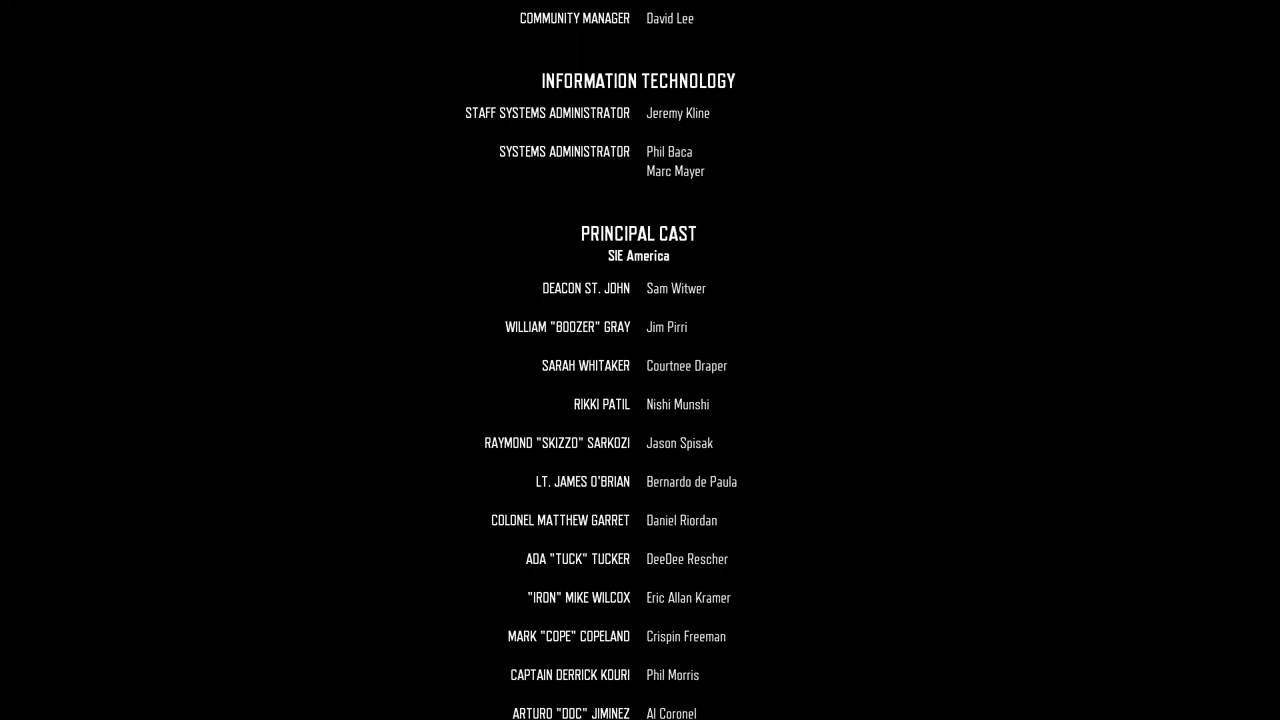 COMMUNITY MANAGER David Lee
INFORMATION TECHNOLOGY
STAFF SYSTEMS ADMINISTRATOR Jeremy Kline
SYSTEMS ADMINISTRATOR Phil Baca
Marc Mayer
PRINCIPAL CAST
SIE America
DEACON ST. JOHN Sam Witwer
WILLIAM "BOOZER" GRAY Jim Pirri
SARAH WHITAKER Courtnee Draper
RIKKI PATIL Nishi Munshi
RAYMOND "SKIZZO" SARKOZI Jason Spisak
LT. JAMES O'BRIAN Bernardo de Paula
COLONEL MATTHEW GARRET Daniel Riordan
ADA "TUCK" TUCKER DeeDee Rescher
"IRON" MIKE WILCOX Eric Allan Kramer
MARK "COPE" COPELAND Crispin Freeman
CAPTAIN DERRICK KOURI Phil Morris
ARTURO "DOC" JIMINEZ Al Coronel